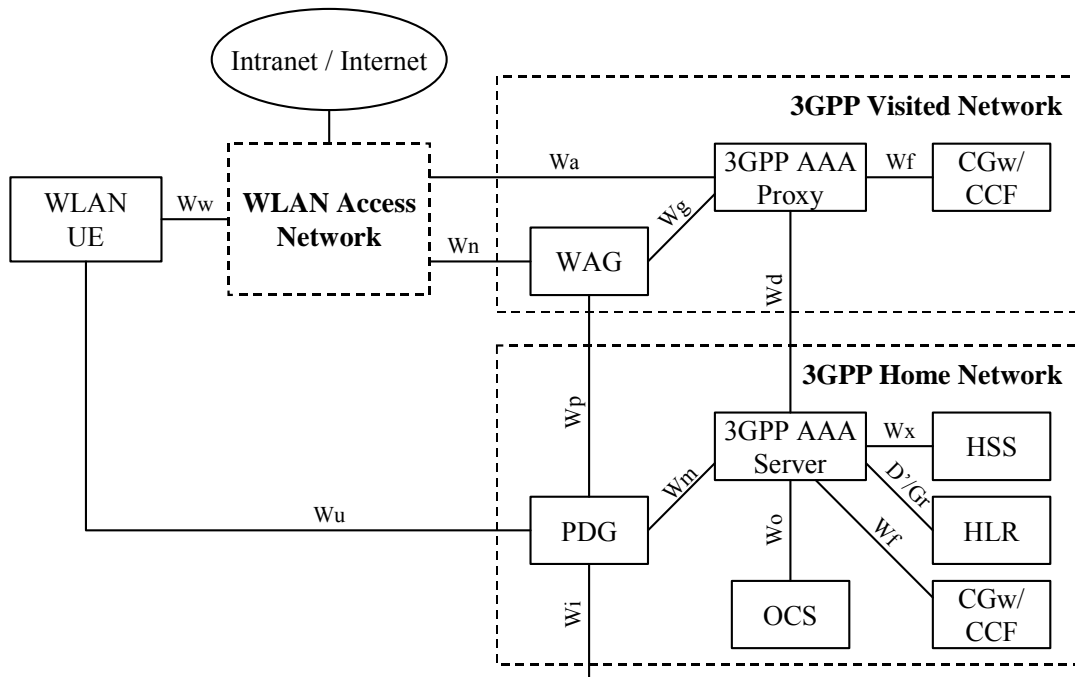 Intranet / Internet
3GPP Visited Network
WLAN
UE
Ww
WLAN Access
Network
Wa
Wn
WAG
Wg
3GPP AAA
Proxy
Wf
CGw/
CCF
Wd
Wp
3GPP Home Network
3GPP AAA
Server
Wx
HSS
D’/Gr
HLR
Wf
CGw/
CCF
Wm
Wo
OCS
Wu
PDG
Wi